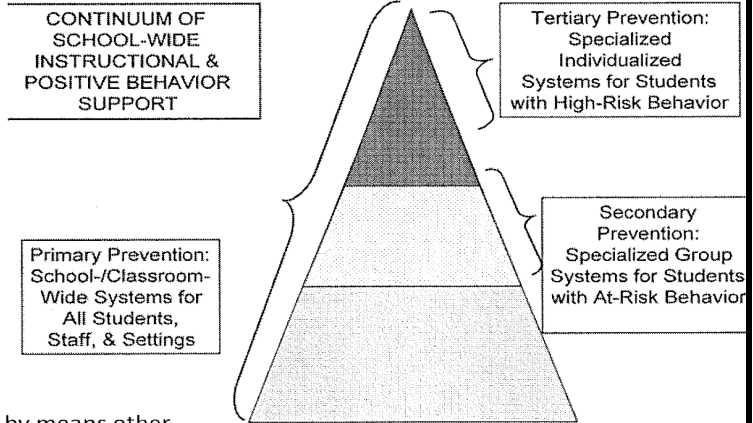 CONTINUUM OF
SCHOOL-WIDE
INSTRUCTIONAL &
POSITIVE BEHAVIOR
SUPPORT
Tertiary Prevention:
Specialized
Individualized
Systems for Students
with High-Risk Behavior
Secondary
Prevention:
Specialized Group
Systems for Students
with At-Risk Behavior
Primary Prevention:
School-/Classroom-
Wide Systems for
All Students,
Staff, & Settings
by means other